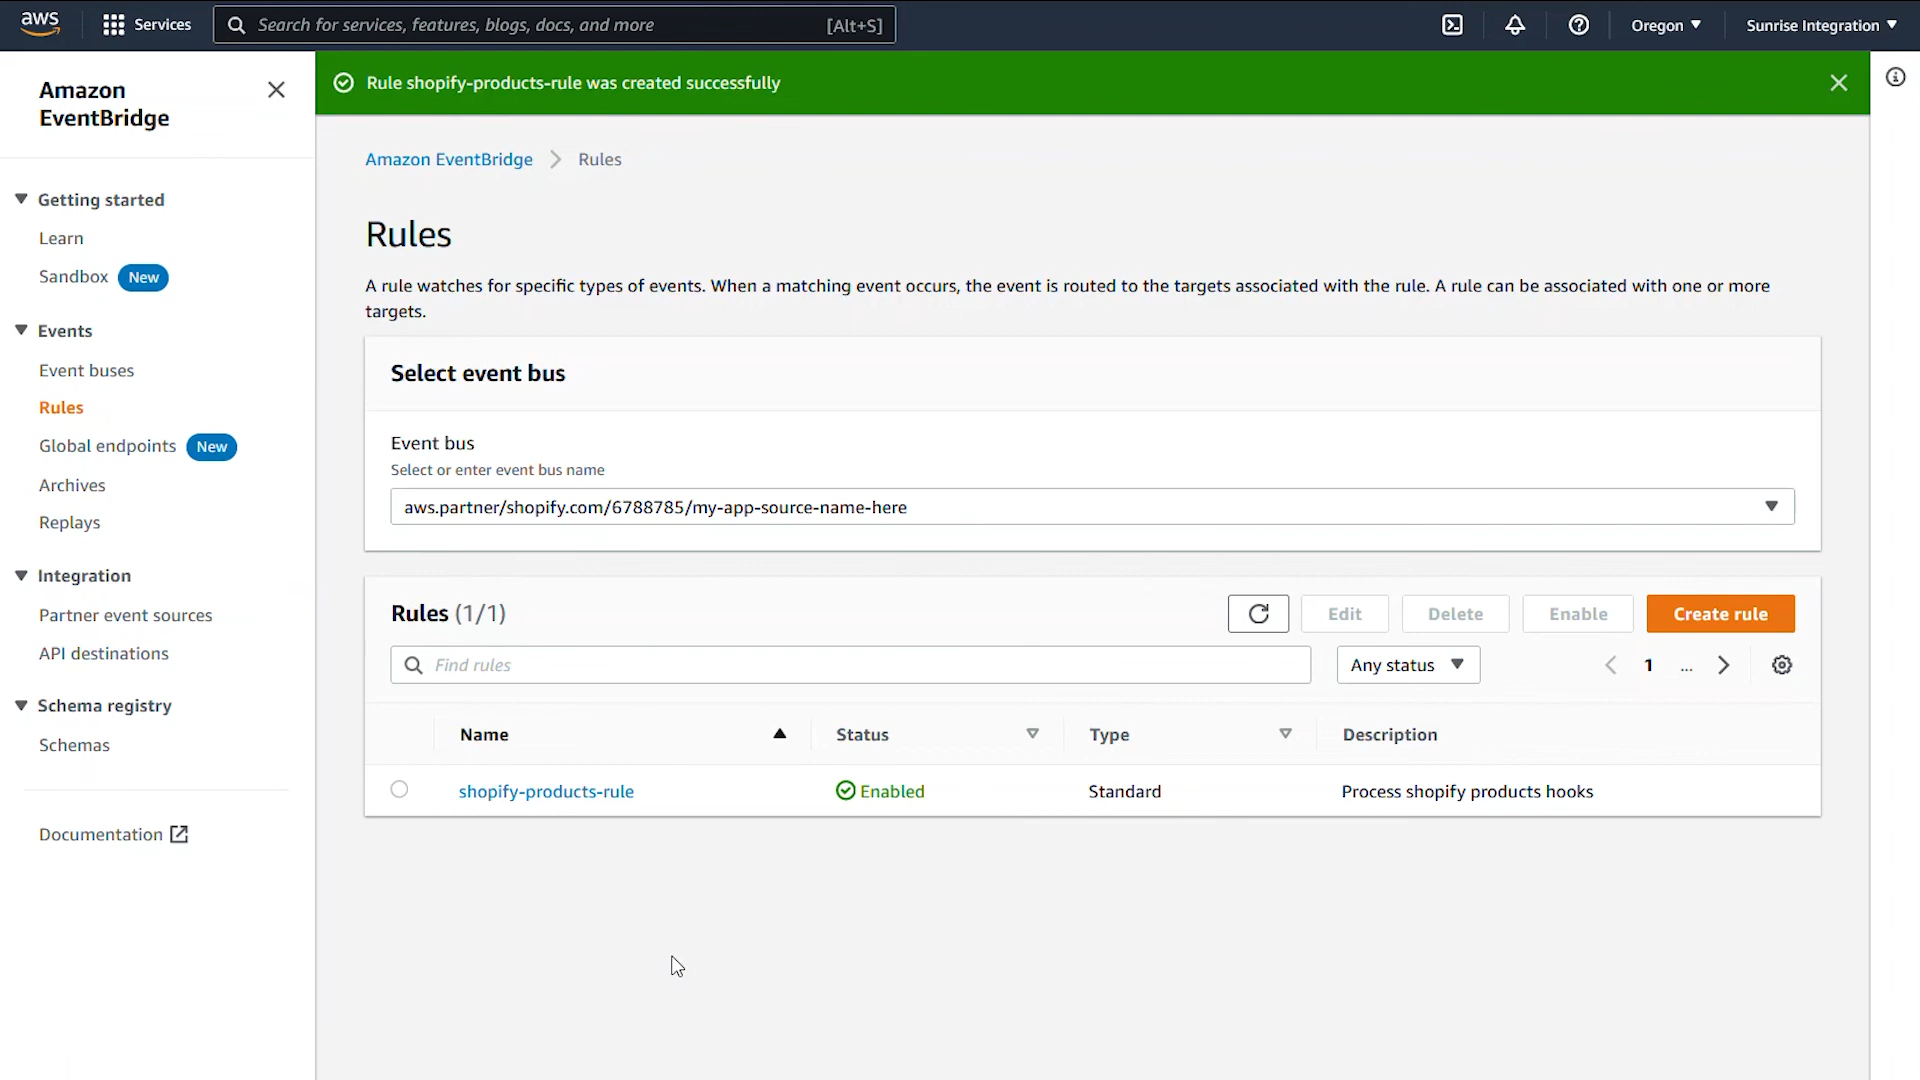 aws
Services
Search for services, features, blogs, docs, and more
[Alt+S]
Oregon
Sunrise Integration
Amazon
EventBridge
Getting started
Learn
Sandbox New
Events
Event buses
Rules
Global endpoints New
Archives
Replays
Integration
Partner event sources
API destinations
Schema registry
Schemas
Documentation
Rule shopify-products-rule was created successfully
Amazon EventBridge > Rules
Rules
A rule watches for specific types of events. When a matching event occurs, the event is routed to the targets associated with the rule. A rule can be associated with one or more
targets.
Select event bus
Event bus
Select or enter event bus name
aws.partner/shopify.com/6788785/my-app-source-name-here
Rules (1/1)
Edit
Delete
Enable
Create rule
Find rules
Any status
1 ...
Name Status Type Description
shopify-products-rule Enabled Standard Process shopify products hooks